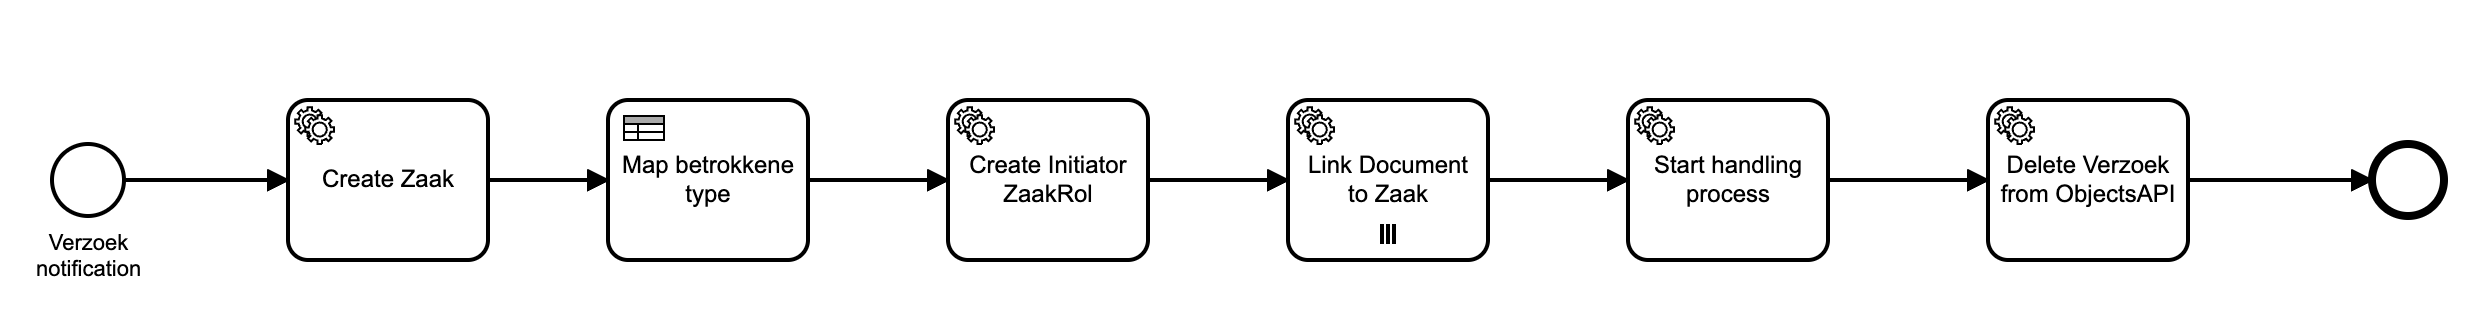 Verzoek
notification
Create Zaak
Map betrokkene
type
Create Initiator
ZaakRol
Link Document
to Zaak
Start handling
process
Delete Verzoek
from ObjectsAPI